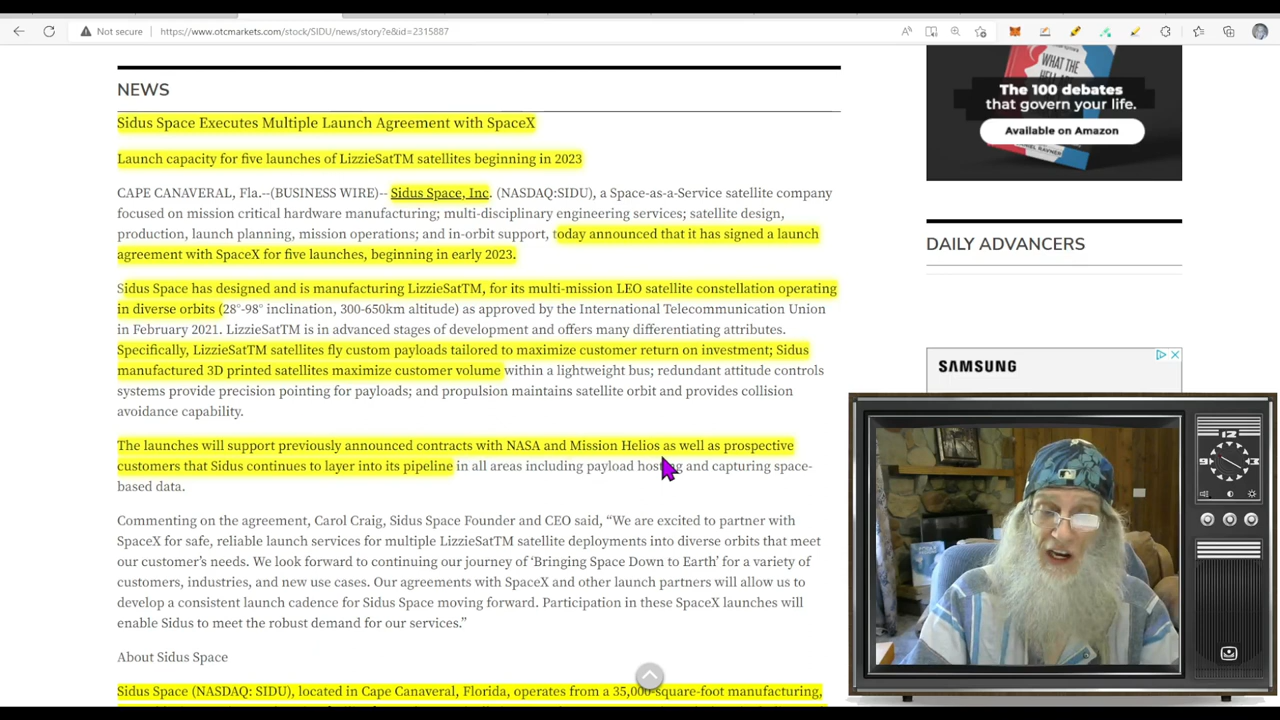 Not secure | https://www.otcmarkets.com/stock/SIDU/news/story?e&id=2315887
NEWS
Sidus Space Executes Multiple Launch Agreement with SpaceX
Launch capacity for five launches of LizzieSatTM satellites beginning in 2023
CAPE CANAVERAL, Fla.--(BUSINESS WIRE)-- Sidus Space, Inc. (NASDAQ:SIDU), a Space-as-a-Service satellite company
focused on mission critical hardware manufacturing; multi-disciplinary engineering services; satellite design,
production, launch planning, mission operations; and in-orbit support, today announced that it has signed a launch
agreement with SpaceX for five launches, beginning in early 2023.
Sidus Space has designed and is manufacturing LizzieSatTM, for its multi-mission LEO satellite constellation operating
in diverse orbits (28°-98° inclination, 300-650km altitude) as approved by the International Telecommunication Union
in February 2021. LizzieSatTM is in advanced stages of development and offers many differentiating attributes.
Specifically, LizzieSatTM satellites fly custom payloads tailored to maximize customer return on investment; Sidus
manufactured 3D printed satellites maximize customer volume within a lightweight bus; redundant attitude controls
systems provide precision pointing for payloads; and propulsion maintains satellite orbit and provides collision
avoidance capability.
The launches will support previously announced contracts with NASA and Mission Helios as well as prospective
customers that Sidus continues to layer into its pipeline in all areas including payload hosting and capturing space-
based data.
Commenting on the agreement, Carol Craig, Sidus Space Founder and CEO said, “We are excited to partner with
SpaceX for safe, reliable launch services for multiple LizzieSatTM satellite deployments into diverse orbits that meet
our customer’s needs. We look forward to continuing our journey of ‘Bringing Space Down to Earth’ for a variety of
customers, industries, and new use cases. Our agreements with SpaceX and other launch partners will allow us to
develop a consistent launch cadence for Sidus Space moving forward. Participation in these SpaceX launches will
enable Sidus to meet the robust demand for our services.”
About Sidus Space
Sidus Space (NASDAQ: SIDU), located in Cape Canaveral, Florida, operates from a 35,000-square-foot manufacturing,
WHAT THE
The 100 debates
that govern your life.
Available on Amazon
DAILY ADVANCERS
SAMSUNG
12
9 3